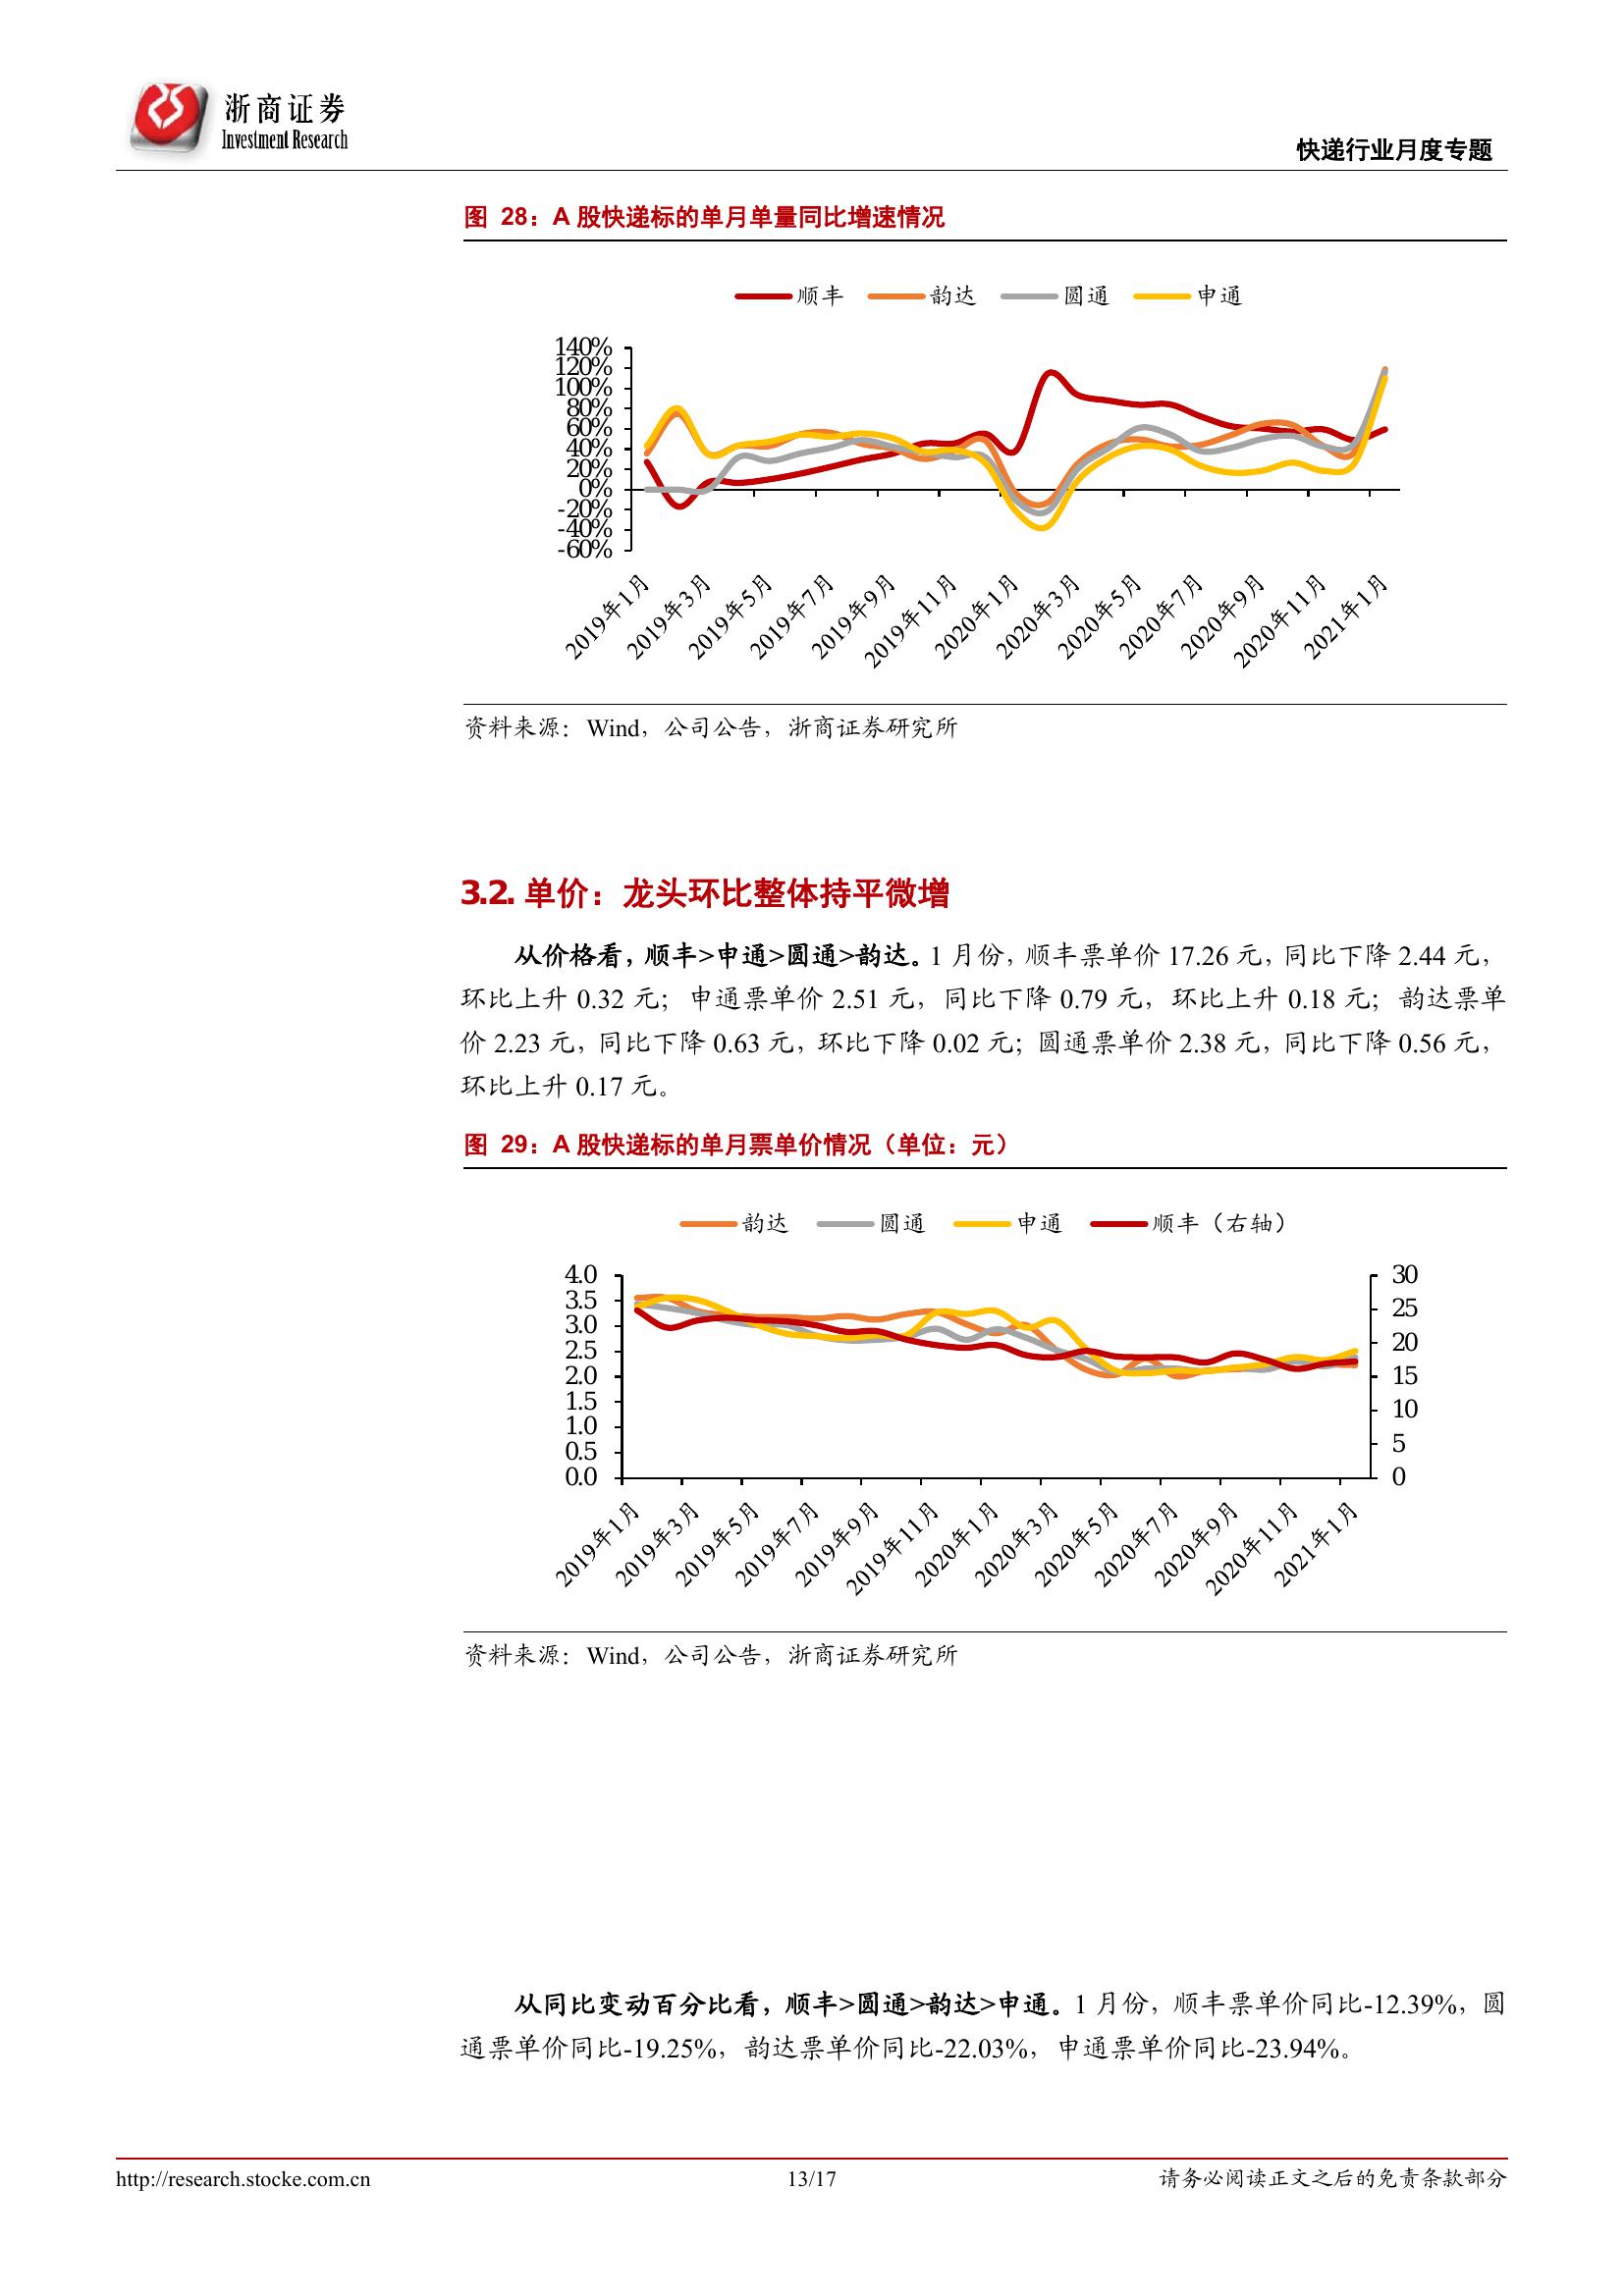 浙商证券
Investment Research
快递行业月度专题
图 28：A 股快递标的单月单量同比增速情况
顺丰 韵达 圆通 申通
140%
120%
100%
80%
60%
40%
20%
0%
-20%
-40%
-60%
2019年1月 2019年3月 2019年5月 2019年7月 2019年9月 2019年11月 2020年1月 2020年3月 2020年5月 2020年7月 2020年9月 2020年11月 2021年1月
资料来源：Wind，公司公告，浙商证券研究所
3.2. 单价：龙头环比整体持平微增
从价格看，顺丰>申通>圆通>韵达。1 月份，顺丰票单价 17.26 元，同比下降 2.44 元，
环比上升 0.32 元；申通票单价 2.51 元，同比下降 0.79 元，环比上升 0.18 元；韵达票单
价 2.23 元，同比下降 0.63 元，环比下降 0.02 元；圆通票单价 2.38 元，同比下降 0.56 元，
环比上升 0.17 元。
图 29：A 股快递标的单月票单价情况（单位：元）
韵达 圆通 申通 顺丰（右轴）
4.0 30
3.5 25
3.0 20
2.5
2.0 15
1.5 10
1.0
0.5 5
0.0 0
2019年1月 2019年3月 2019年5月 2019年7月 2019年9月 2019年11月 2020年1月 2020年3月 2020年5月 2020年7月 2020年9月 2020年11月 2021年1月
资料来源：Wind，公司公告，浙商证券研究所
从同比变动百分比看，顺丰>圆通>韵达>申通。1 月份，顺丰票单价同比-12.39%，圆
通票单价同比-19.25%，韵达票单价同比-22.03%，申通票单价同比-23.94%。
http://research.stocke.com.cn 13/17 请务必阅读正文之后的免责条款部分